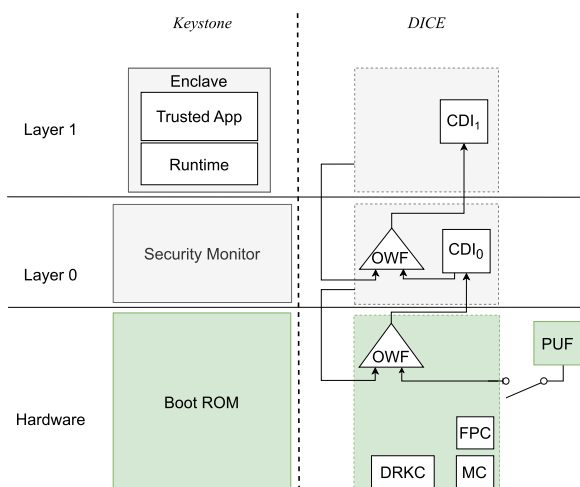 Keystone
DICE
Enclave
Trusted App
Runtime
Layer 1
CDI1
Security Monitor
Layer 0
OWF
CDI0
Boot ROM
Hardware
OWF
PUF
FPC
DRKC
MC